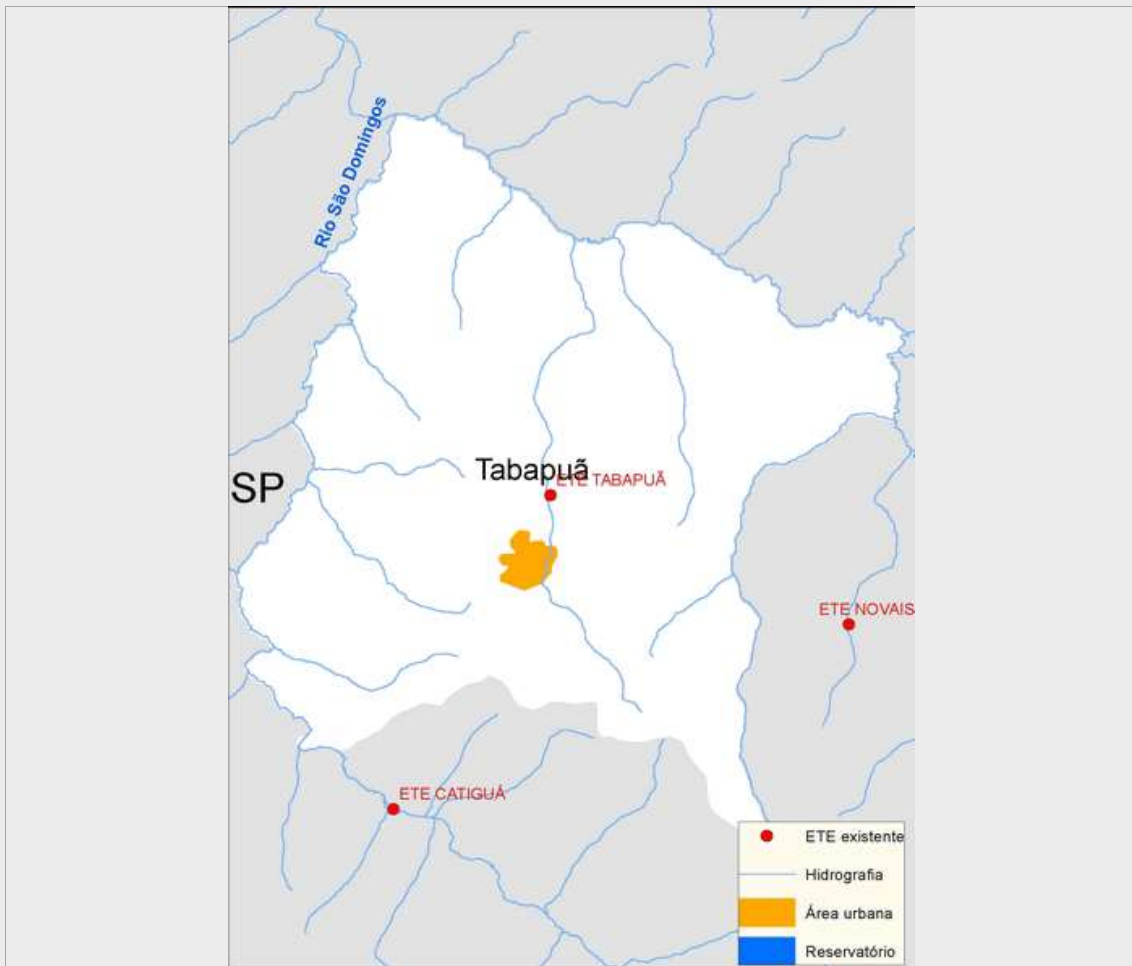 Rio São Domingos
Tabapuã
ETE TABAPUÃ
SP
ETE NOVAIS
ETE CATIGUÁ
ETE existente
Hidrografia
Área urbana
Reservatório